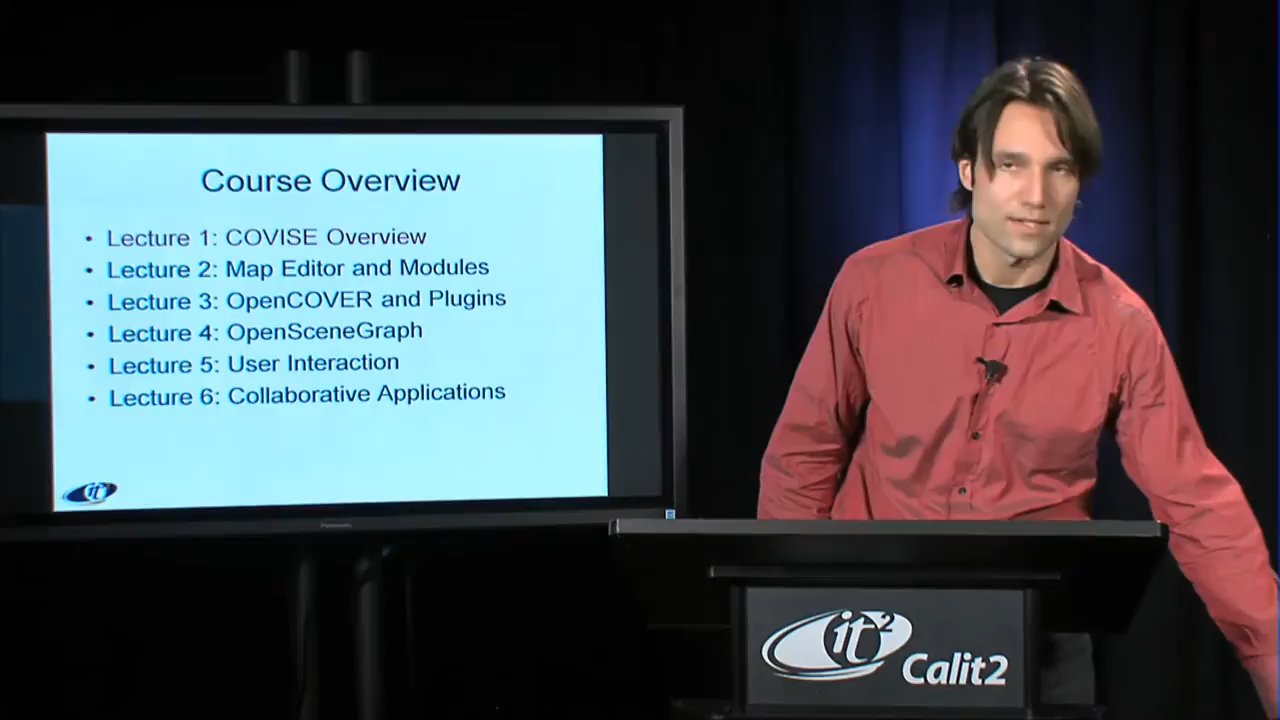 Course Overview
• Lecture 1: COVISE Overview
• Lecture 2: Map Editor and Modules
• Lecture 3: OpenCOVER and Plugins
• Lecture 4: OpenSceneGraph
• Lecture 5: User Interaction
• Lecture 6: Collaborative Applications
it²
Panasonic
it²
Calit2